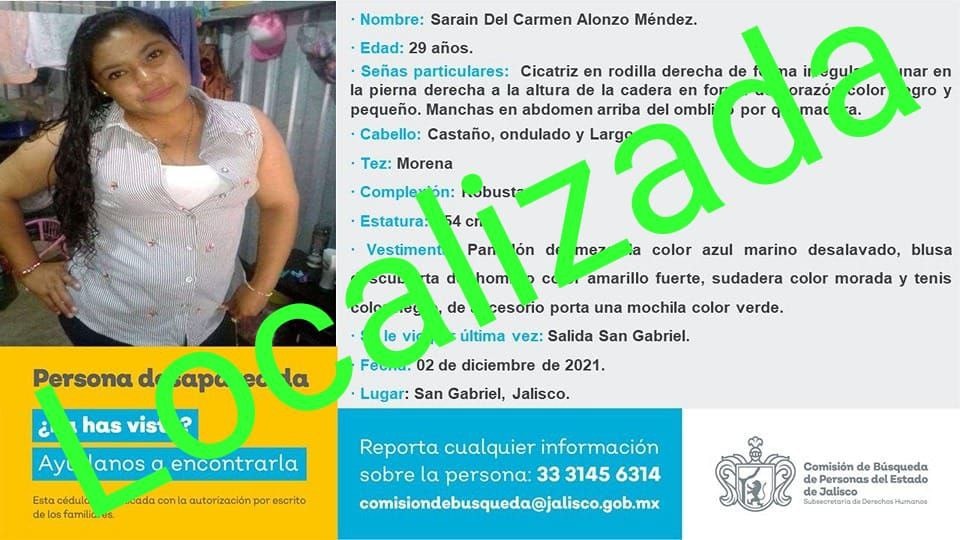 · Nombre: Sarain Del Carmen Alonzo Méndez.
· Edad: 29 años.
· Señas particulares: Cicatriz en rodilla derecha de forma irregular. Lunar en
la pierna derecha a la altura de la cadera en forma de corazón color negro y
pequeño. Manchas en abdomen arriba del ombligo por quemadura.
· Cabello: Castaño, ondulado y Largo
· Tez: Morena
· Complexión: Robusta
· Estatura: 54 cm
· Vestimenta: Pantalón de mezclilla color azul marino desalavado, blusa
descubierta de hombro color amarillo fuerte, sudadera color morada y tenis
color negro, de accesorio porta una mochila color verde.
· Se le vio por última vez: Salida San Gabriel.
· Fecha: 02 de diciembre de 2021.
· Lugar: San Gabriel, Jalisco.
Localizada
Persona desaparecida
¿La has visto?
Ayúdanos a encontrarla
Esta cédula publicada con la autorización por escrito
de los familiares.
Reporta cualquier información
sobre la persona: 33 3145 6314
comisiondebusqueda@jalisco.gob.mx
Comisión de Búsqueda
de Personas del Estado
de Jalisco
Subsecretaría de Derechos Humanos